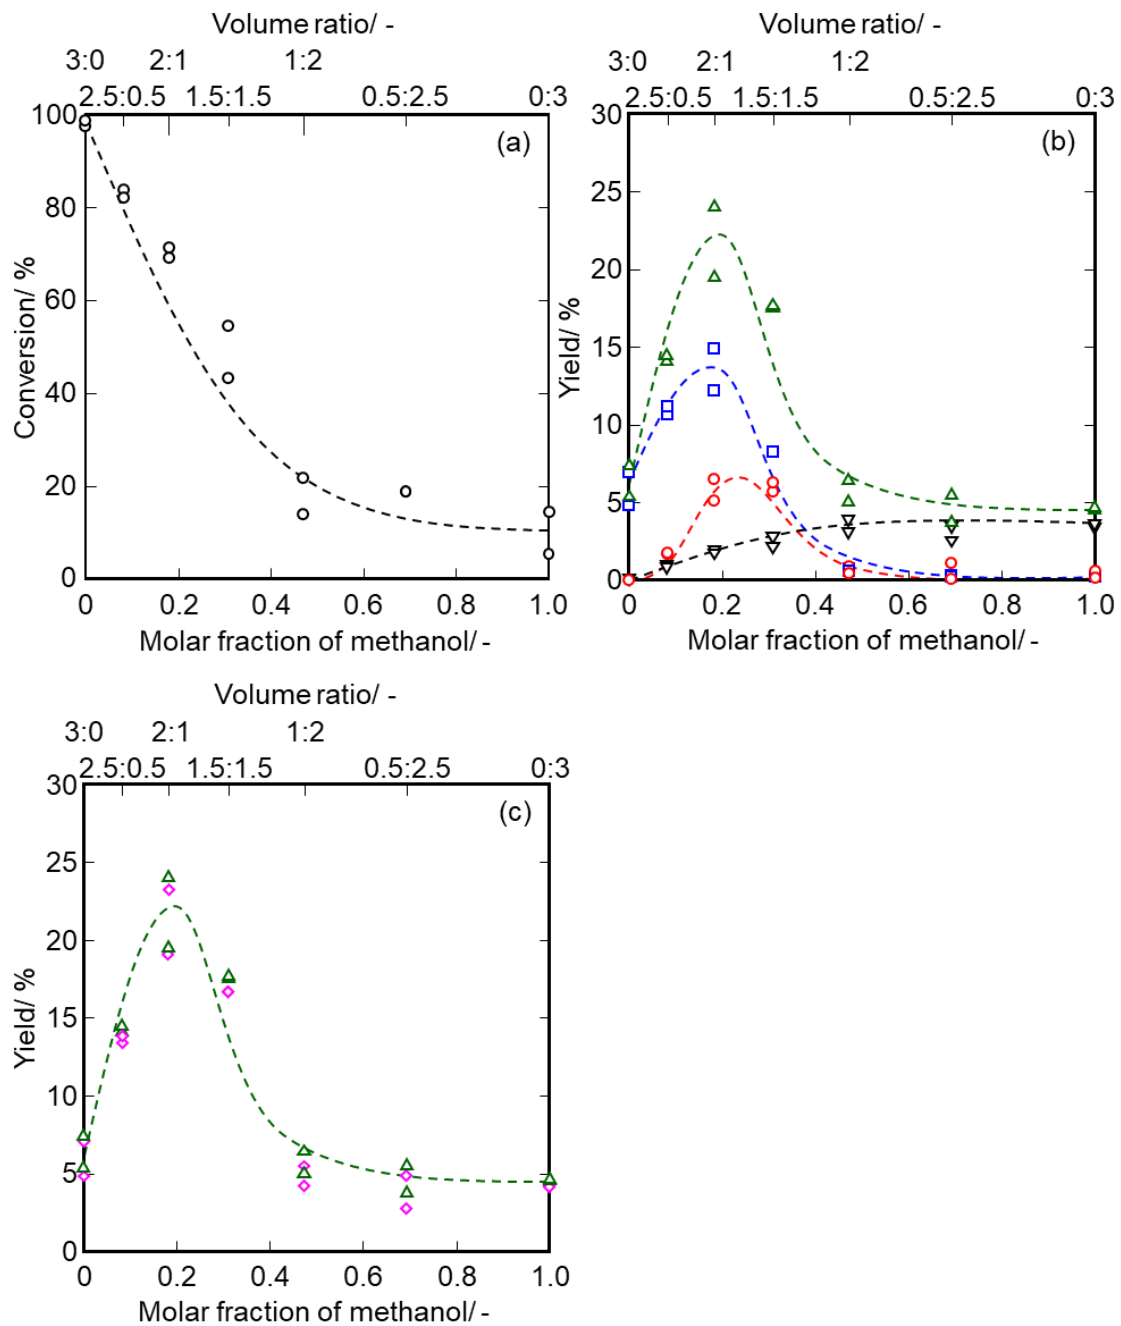 Volume ratio/ -
3:0 2:1 1:2
2.5:0.5 1.5:1.5 0.5:2.5 0:3
100
80
60
40
20
0
Conversion/ %
(a)
0 0.2 0.4 0.6 0.8 1.0
Molar fraction of methanol/ -
Volume ratio/ -
3:0 2:1 1:2
2.5:0.5 1.5:1.5 0.5:2.5 0:3
30
25
20
15
10
5
0
Yield/ %
(b)
0 0.2 0.4 0.6 0.8 1.0
Molar fraction of methanol/ -
Volume ratio/ -
3:0 2:1 1:2
2.5:0.5 1.5:1.5 0.5:2.5 0:3
30
25
20
15
10
5
0
Yield/ %
(c)
0 0.2 0.4 0.6 0.8 1.0
Molar fraction of methanol/ -